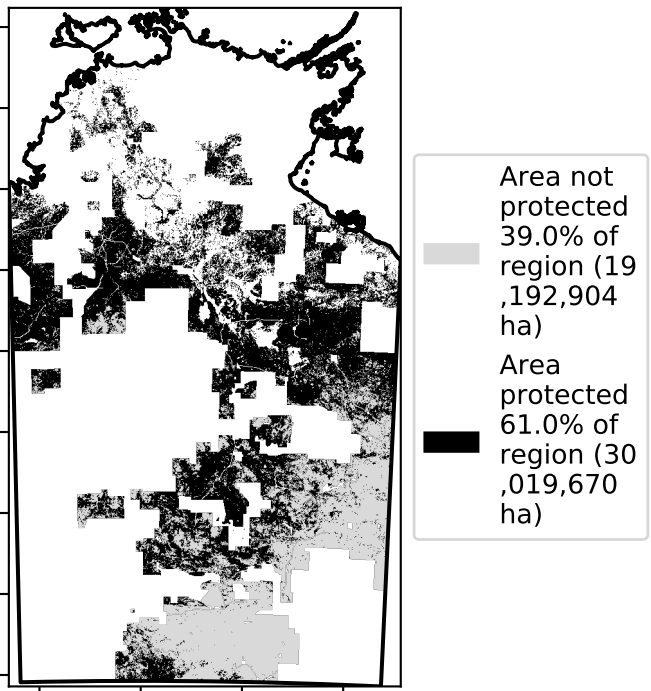 Area not
protected
39.0% of
region (19
,192,904
ha)
Area
protected
61.0% of
region (30
,019,670
ha)